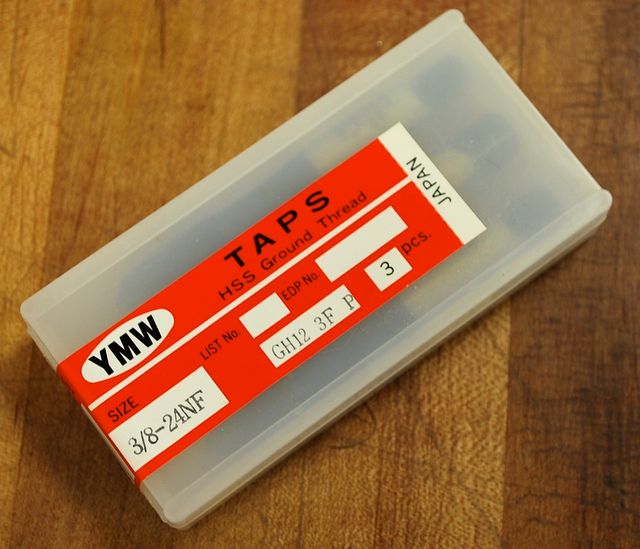 JAPAN
TAPS
HSS Ground Thread
YMW
LIST No.
EDP No.
3 pcs.
GH12 3F P
SIZE
3/8-24NF